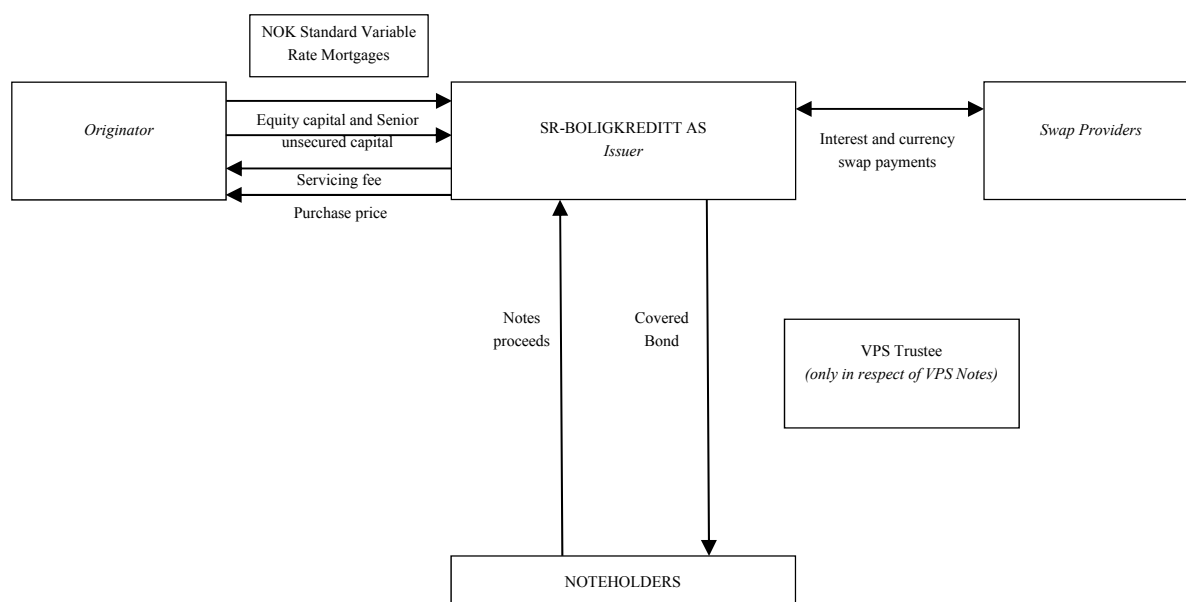 NOK Standard Variable
Rate Mortgages
Originator
Equity capital and Senior
unsecured capital
Servicing fee
Purchase price
SR-BOLIGKREDITT AS
Issuer
Interest and currency
swap payments
Swap Providers
Notes
proceeds
Covered
Bond
VPS Trustee
(only in respect of VPS Notes)
NOTEHOLDERS